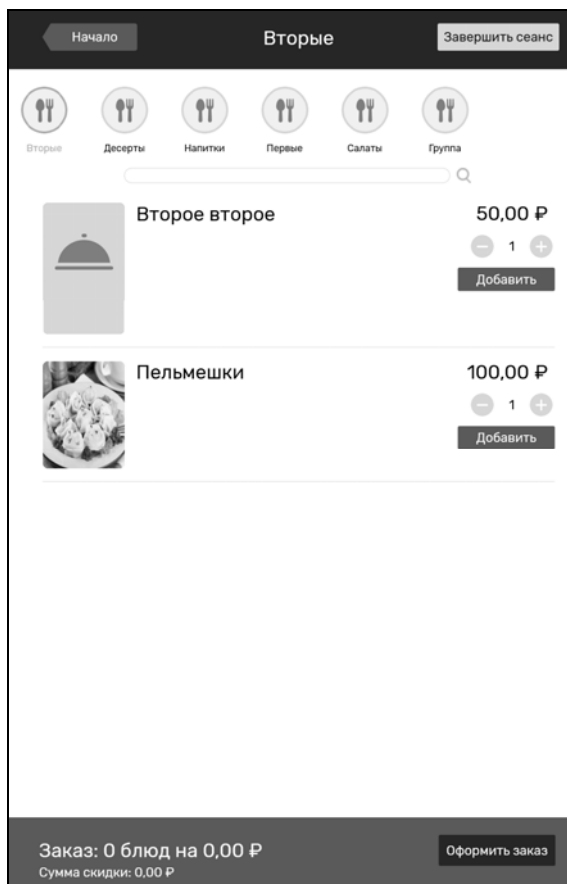 Начало
Вторые
Завершить сеанс
Вторые
Десерты
Напитки
Первые
Салаты
Группа
Второе второе
50,00 ₽
1
Добавить
Пельмешки
100,00 ₽
1
Добавить
Заказ: 0 блюд на 0,00 ₽
Сумма скидки: 0,00 ₽
Оформить заказ